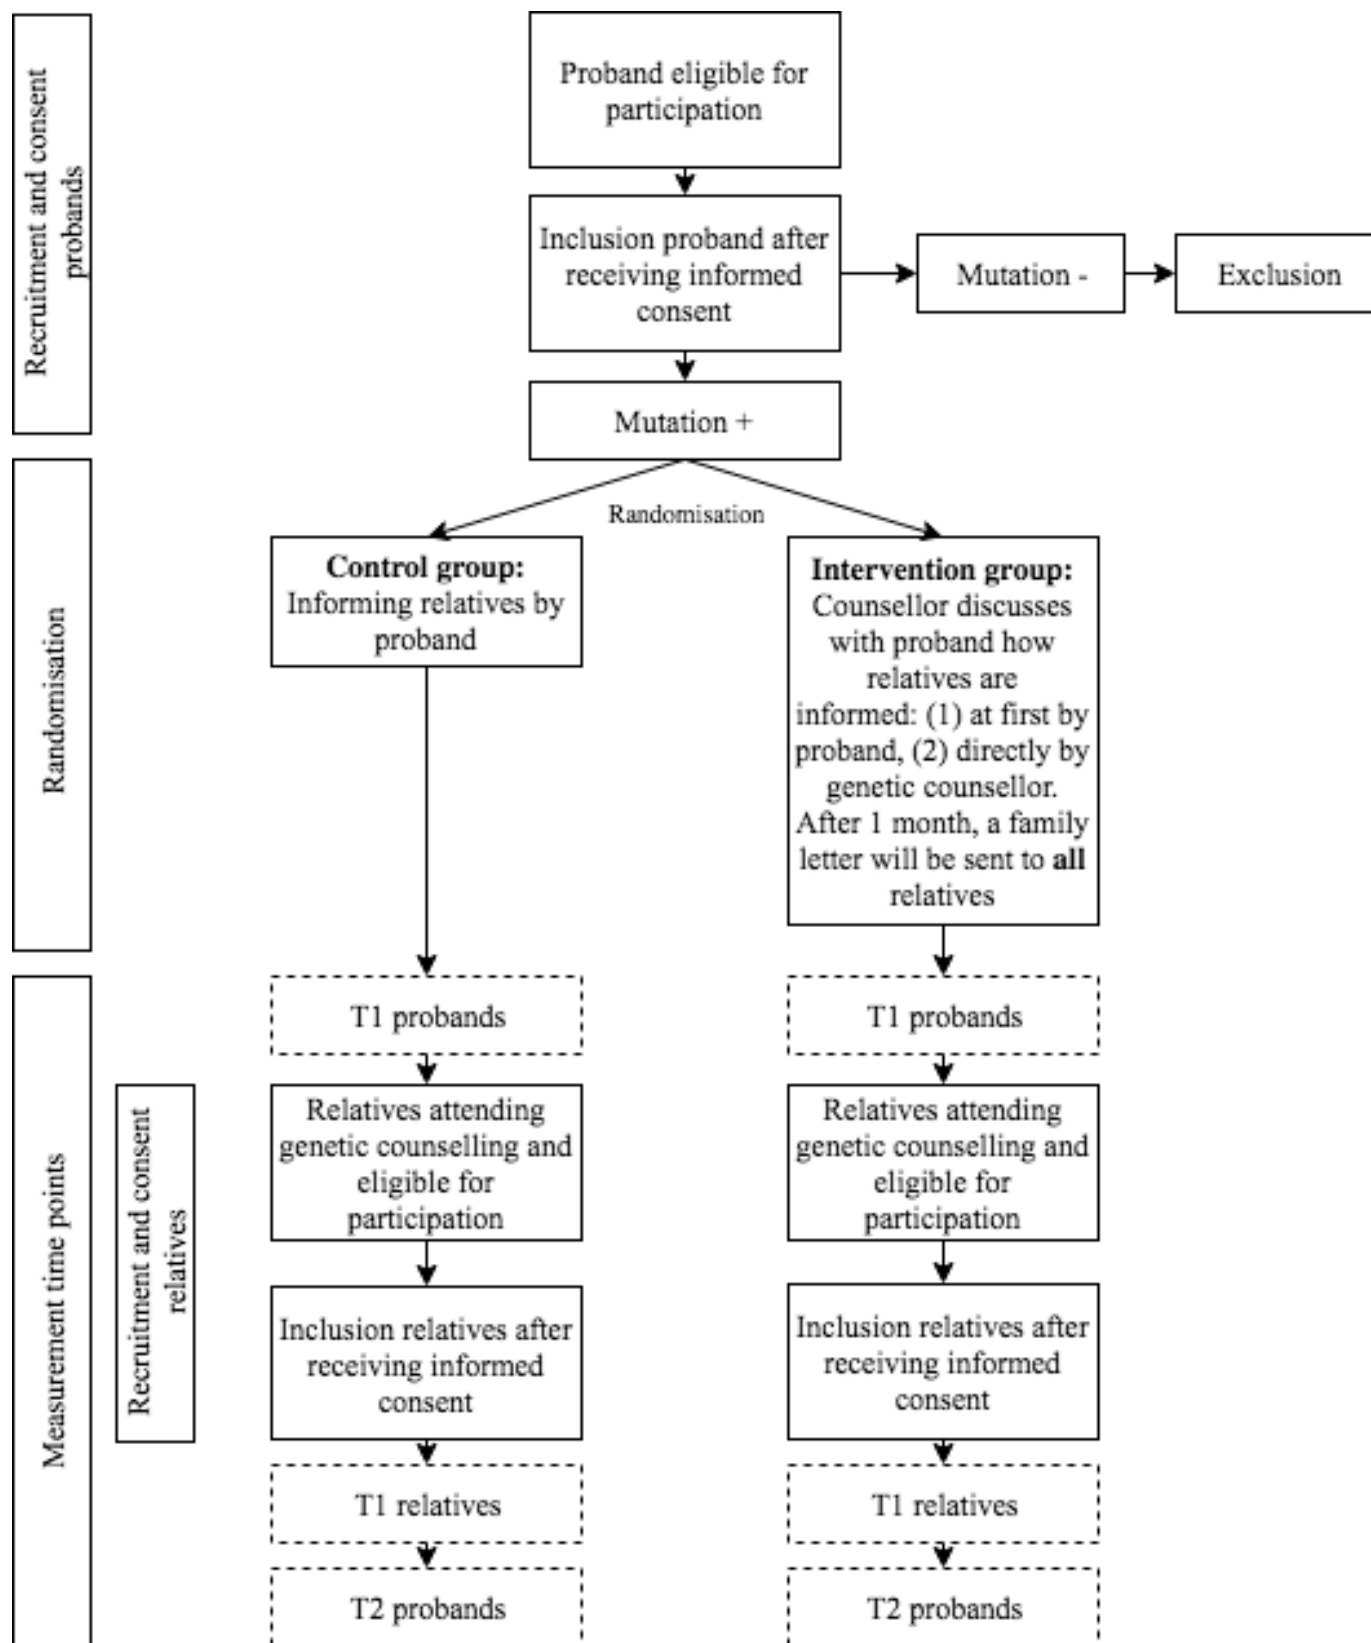 Recruitment and consent
probands
Proband eligible for
participation
Inclusion proband after
receiving informed
consent
Mutation -
Exclusion
Mutation +
Randomisation
Randomisation
Control group:
Informing relatives by
proband
Intervention group:
Counsellor discusses
with proband how
relatives are
informed: (1) at first by
proband, (2) directly by
genetic counsellor.
After 1 month, a family
letter will be sent to all
relatives
Measurement time points
Recruitment and consent
relatives
T1 probands
Relatives attending
genetic counselling and
eligible for
participation
Inclusion relatives after
receiving informed
consent
T1 relatives
T2 probands
T1 probands
Relatives attending
genetic counselling and
eligible for
participation
Inclusion relatives after
receiving informed
consent
T1 relatives
T2 probands